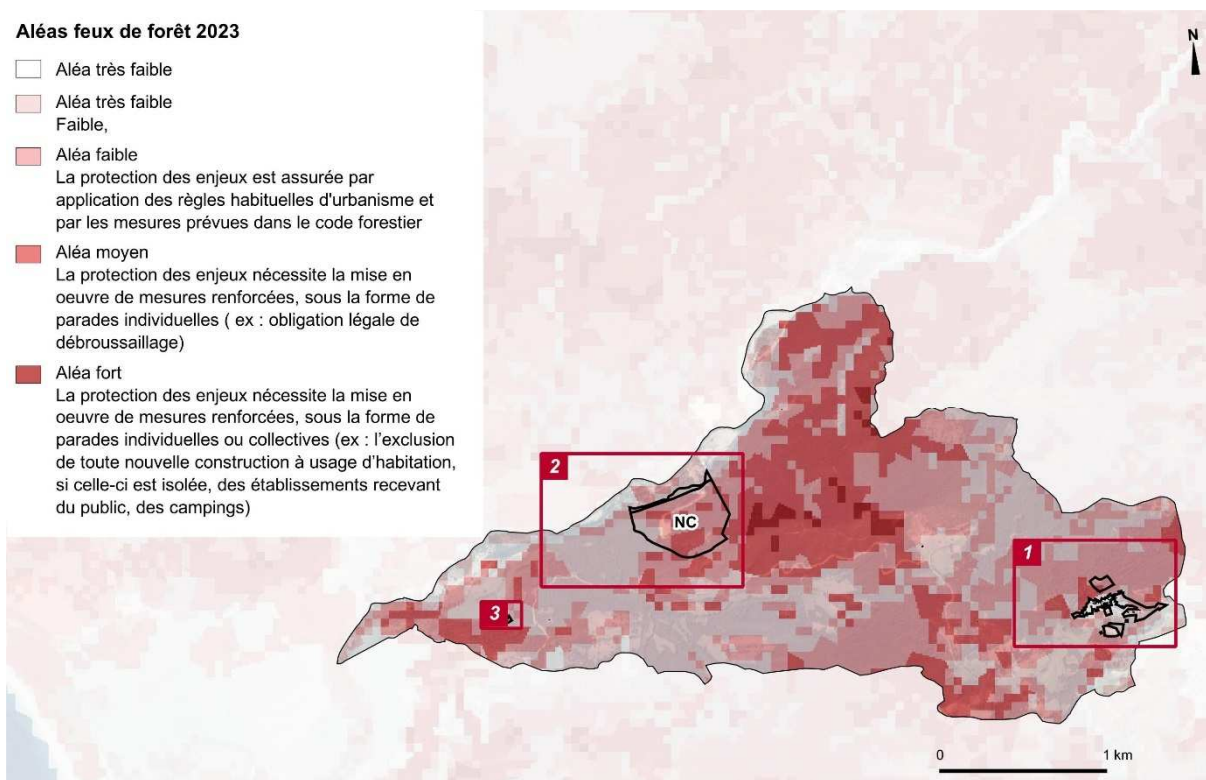 Aléas feux de forêt 2023
Aléa très faible
Aléa très faible
Faible,
Aléa faible
La protection des enjeux est assurée par
application des règles habituelles d'urbanisme et
par les mesures prévues dans le code forestier
Aléa moyen
La protection des enjeux nécessite la mise en
oeuvre de mesures renforcées, sous la forme de
parades individuelles ( ex : obligation légale de
débroussaillage)
Aléa fort
La protection des enjeux nécessite la mise en
oeuvre de mesures renforcées, sous la forme de
parades individuelles ou collectives (ex : l’exclusion
de toute nouvelle construction à usage d’habitation,
si celle-ci est isolée, des établissements recevant
du public, des campings)
N
2
NC
1
3
0 1 km